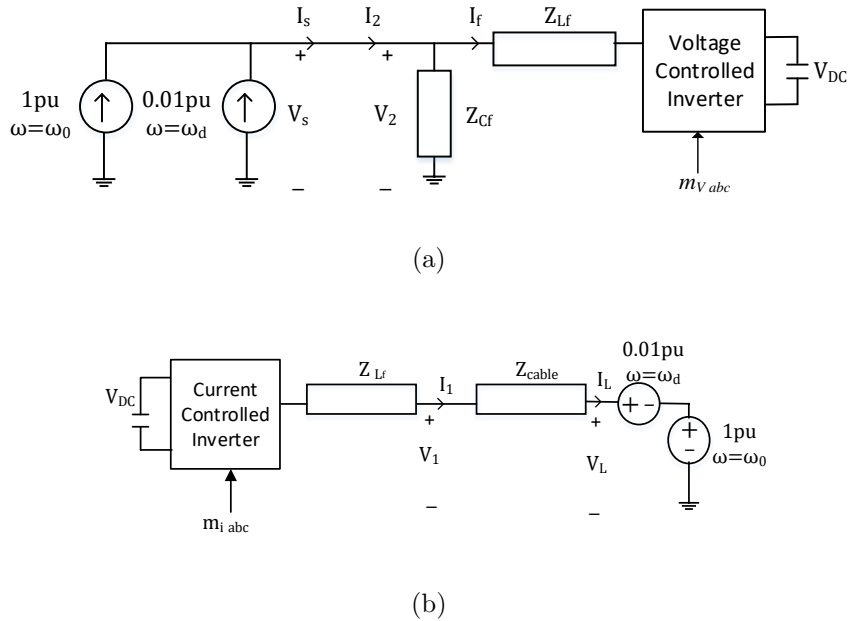 I_s I_2 I_f Z_Lf
1pu
ω=ω_0
0.01pu
ω=ω_d
+ +
V_s V_2 Z_Cf
− −
Voltage
Controlled
Inverter
V_DC
m_V abc
(a)
V_DC
Current
Controlled
Inverter
Z_Lf I_1 Z_cable I_L
0.01pu
ω=ω_d
+ −
+ +
V_1 V_L
− −
+
−
1pu
ω=ω_0
m_i abc
(b)